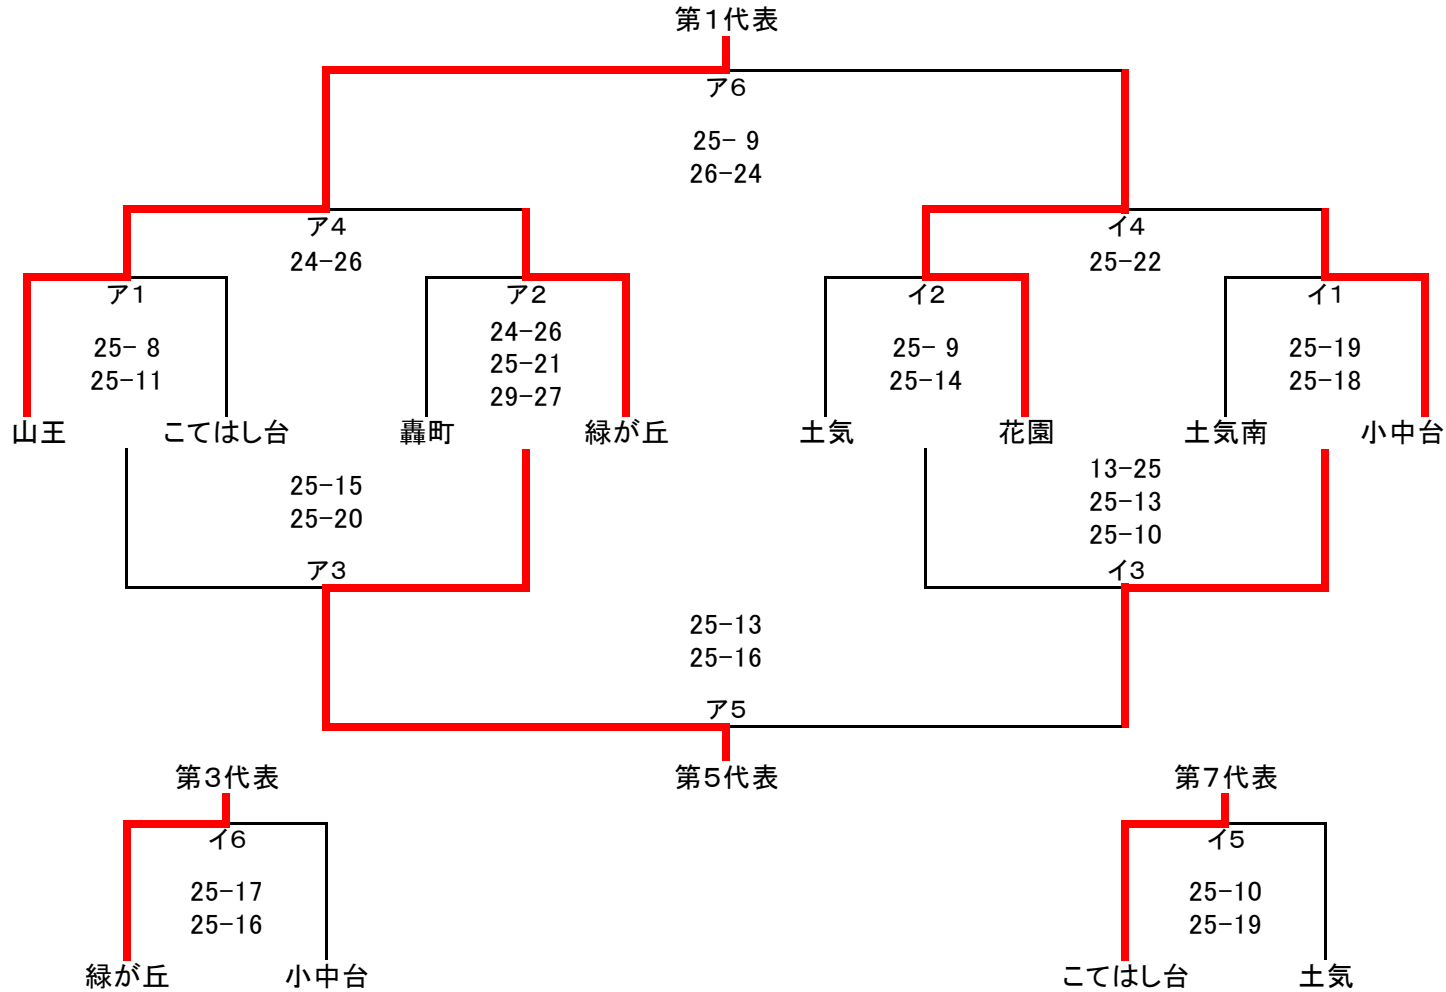 第1代表
ア6
25- 9
26-24
ア4
24-26
イ4
25-22
ア1
25- 8
25-11
ア2
24-26
25-21
29-27
イ2
25- 9
25-14
イ1
25-19
25-18
山王
こてはし台
轟町
緑が丘
土気
花園
土気南
小中台
25-15
25-20
ア3
13-25
25-13
25-10
イ3
25-13
25-16
ア5
第5代表
第3代表
イ6
25-17
25-16
緑が丘
小中台
第7代表
イ5
25-10
25-19
こてはし台
土気